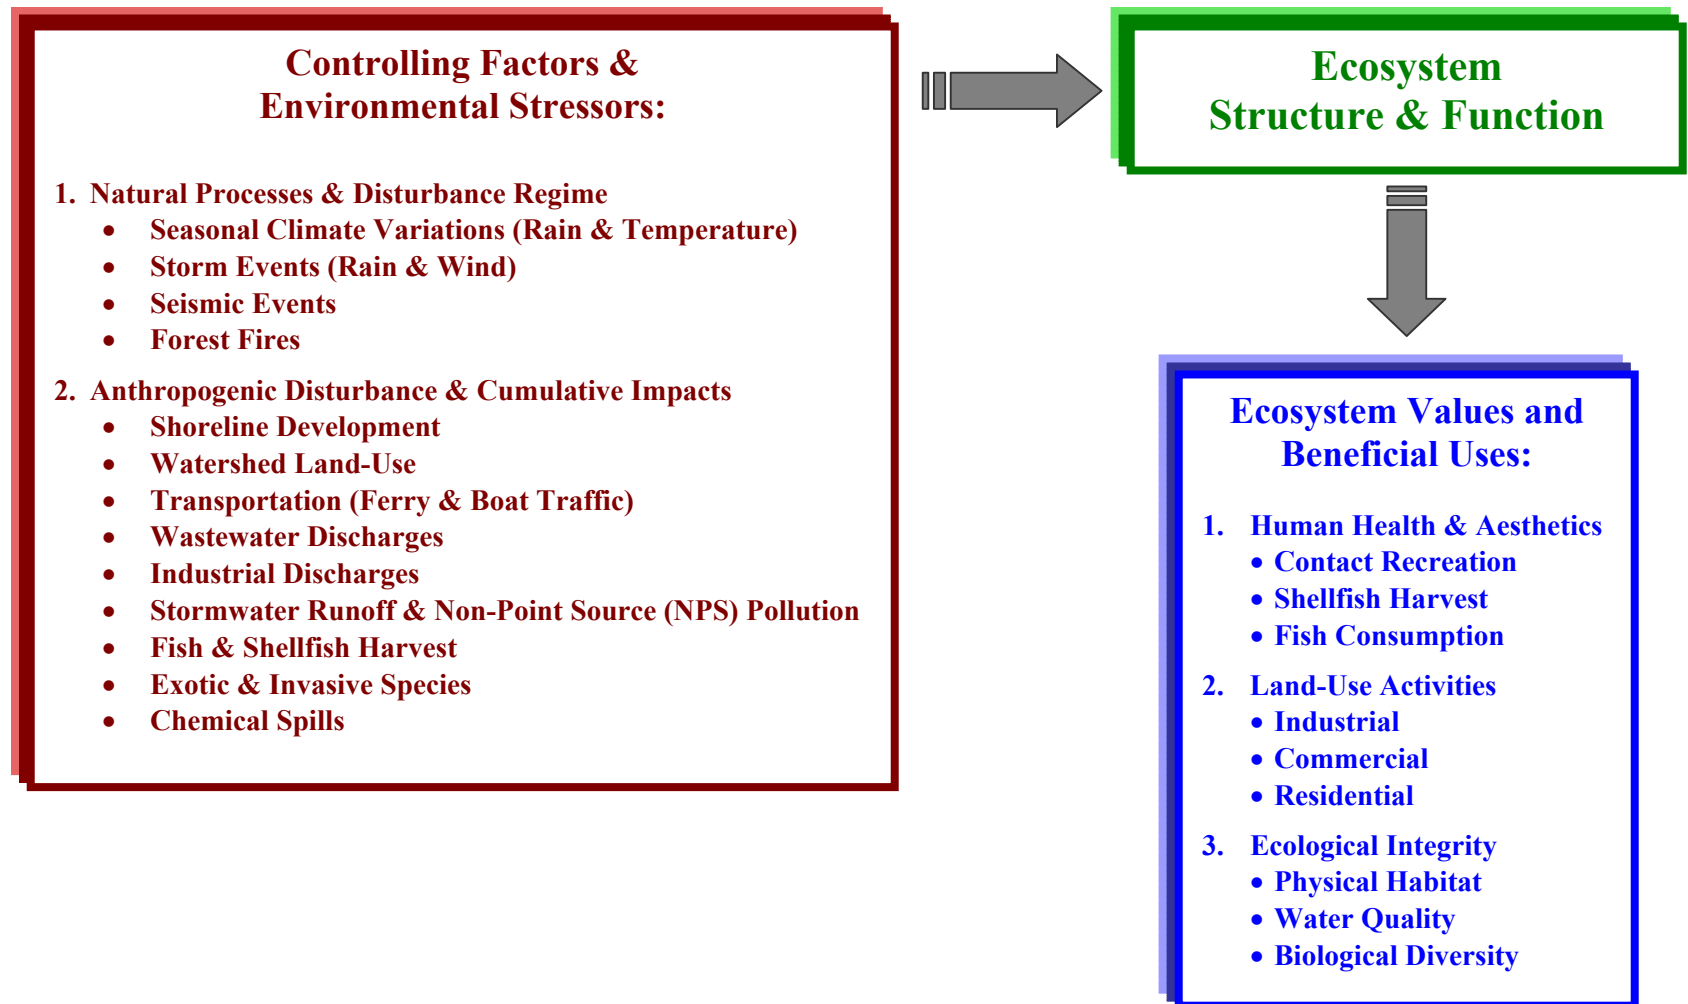 Controlling Factors &
Environmental Stressors:
1. Natural Processes & Disturbance Regime
• Seasonal Climate Variations (Rain & Temperature)
• Storm Events (Rain & Wind)
• Seismic Events
• Forest Fires
2. Anthropogenic Disturbance & Cumulative Impacts
• Shoreline Development
• Watershed Land-Use
• Transportation (Ferry & Boat Traffic)
• Wastewater Discharges
• Industrial Discharges
• Stormwater Runoff & Non-Point Source (NPS) Pollution
• Fish & Shellfish Harvest
• Exotic & Invasive Species
• Chemical Spills
Ecosystem
Structure & Function
Ecosystem Values and
Beneficial Uses:
1. Human Health & Aesthetics
• Contact Recreation
• Shellfish Harvest
• Fish Consumption
2. Land-Use Activities
• Industrial
• Commercial
• Residential
3. Ecological Integrity
• Physical Habitat
• Water Quality
• Biological Diversity